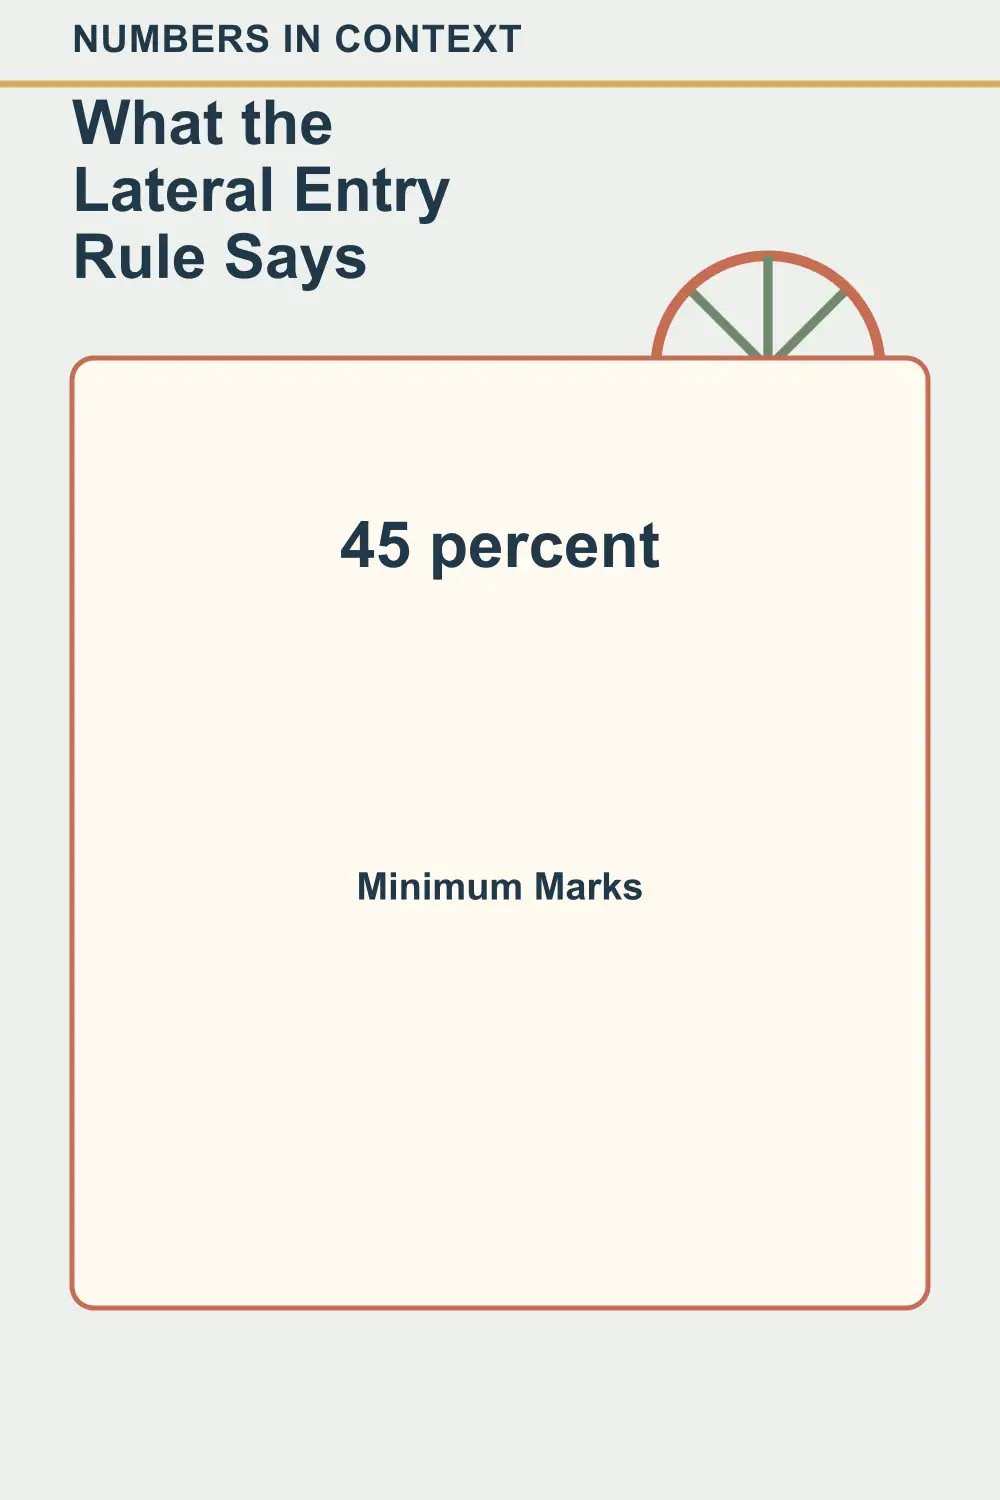 NUMBERS IN CONTEXT
What the
Lateral Entry
Rule Says
45 percent
Minimum Marks